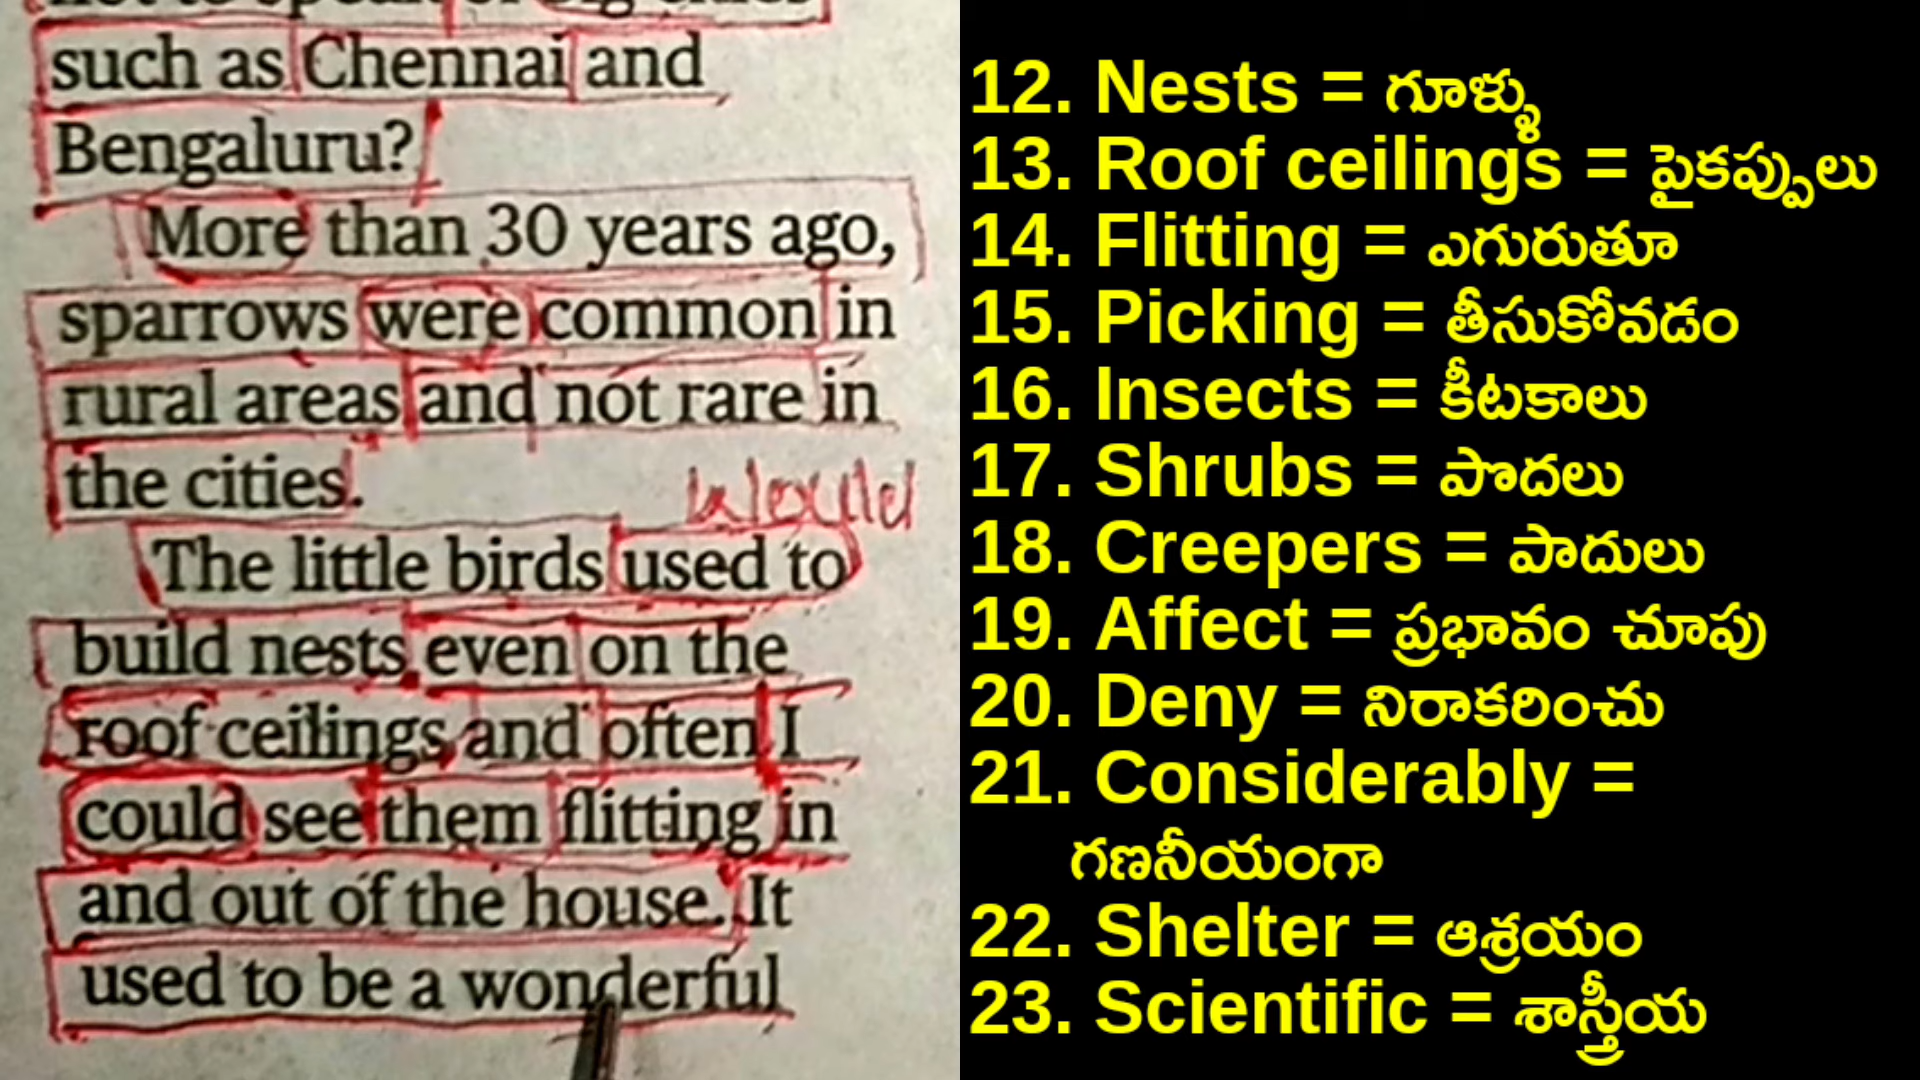 such as Chennai and
Bengaluru?
More than 30 years ago,
sparrows were common in
rural areas and not rare in
the cities.
would
The little birds used to
build nests even on the
roof ceilings and often I
could see them flitting in
and out of the house. It
used to be a wonderful
12. Nests = గూళ్ళు
13. Roof ceilings = పైకప్పులు
14. Flitting = ఎగురుతూ
15. Picking = తీసుకోవడం
16. Insects = కీటకాలు
17. Shrubs = పొదలు
18. Creepers = పాదులు
19. Affect = ప్రభావం చూపు
20. Deny = నిరాకరించు
21. Considerably =
గణనీయంగా
22. Shelter = ఆశ్రయం
23. Scientific = శాస్త్రీయ